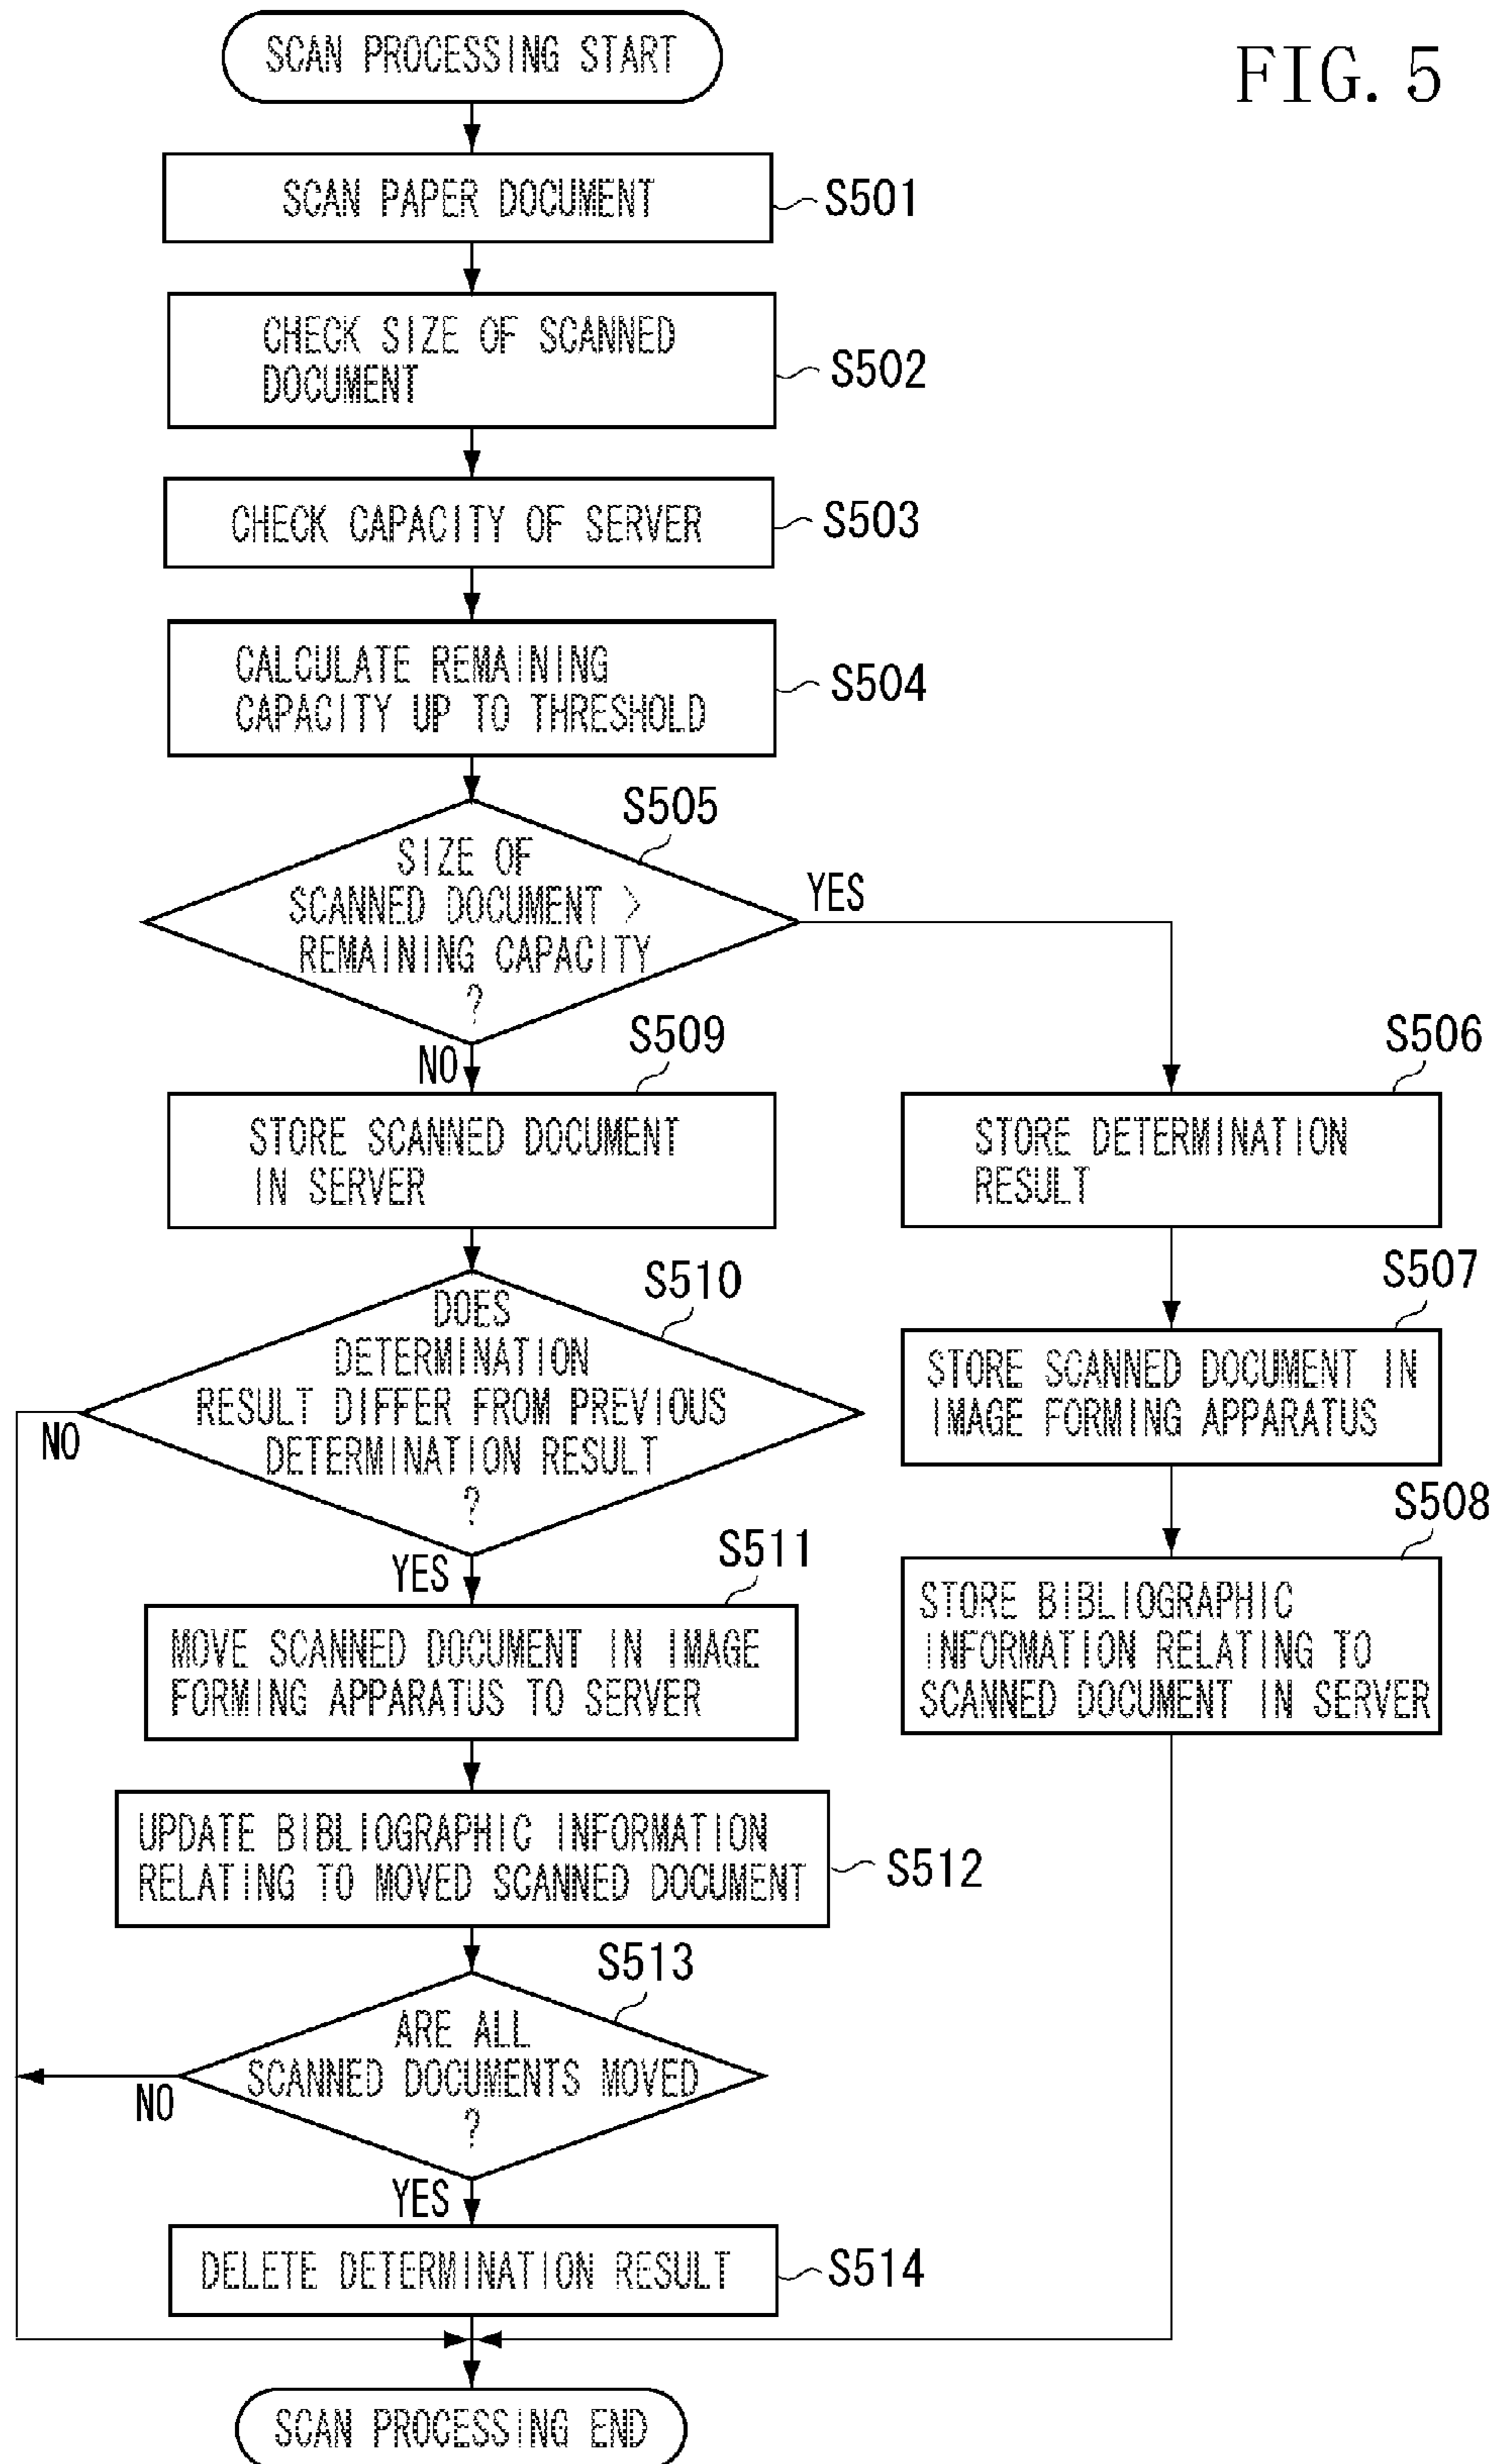 FIG. 5
SCAN PROCESSING START
SCAN PAPER DOCUMENT
S501
CHECK SIZE OF SCANNED
DOCUMENT
S502
CHECK CAPACITY OF SERVER
S503
CALCULATE REMAINING
CAPACITY UP TO THRESHOLD
S504
S505
SIZE OF
SCANNED DOCUMENT >
REMAINING CAPACITY
?
YES
NO
S509
STORE SCANNED DOCUMENT
IN SERVER
S506
STORE DETERMINATION
RESULT
S510
DOES
DETERMINATION
RESULT DIFFER FROM PREVIOUS
DETERMINATION RESULT
?
NO
YES
S507
STORE SCANNED DOCUMENT IN
IMAGE FORMING APPARATUS
S508
STORE BIBLIOGRAPHIC
INFORMATION RELATING TO
SCANNED DOCUMENT IN SERVER
S511
MOVE SCANNED DOCUMENT IN IMAGE
FORMING APPARATUS TO SERVER
UPDATE BIBLIOGRAPHIC INFORMATION
RELATING TO MOVED SCANNED DOCUMENT
S512
S513
ARE ALL
SCANNED DOCUMENTS MOVED
?
NO
YES
DELETE DETERMINATION RESULT
S514
SCAN PROCESSING END